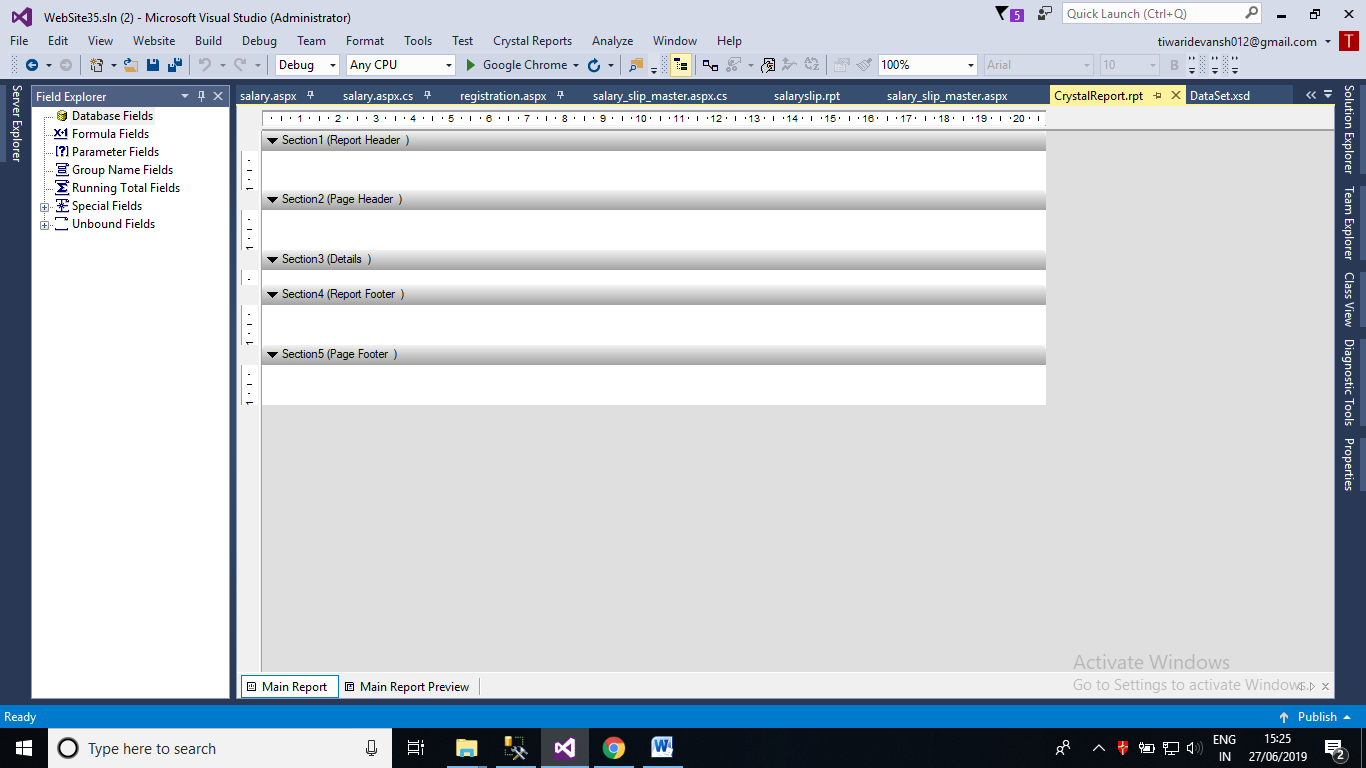 WebSite35.sln (2) - Microsoft Visual Studio (Administrator)
5
Quick Launch (Ctrl+Q)
File Edit View Website Build Debug Team Format Tools Test Crystal Reports Analyze Window Help
tiwaridevansh012@gmail.com
T
Debug Any CPU Google Chrome 100% Arial 10 B
Server Explorer
Field Explorer
Database Fields
Formula Fields
Parameter Fields
Group Name Fields
Running Total Fields
Special Fields
Unbound Fields
salary.aspx salary.aspx.cs registration.aspx salary_slip_master.aspx.cs salaryslip.rpt salary_slip_master.aspx CrystalReport.rpt DataSet.xsd
1 2 3 4 5 6 7 8 9 10 11 12 13 14 15 16 17 18 19 20
Section1 (Report Header )
1
Section2 (Page Header )
1
Section3 (Details )
Section4 (Report Footer )
1
Section5 (Page Footer )
1
Solution Explorer
Team Explorer
Class View
Diagnostic Tools
Properties
Activate Windows
Go to Settings to activate Windows.
Main Report Main Report Preview
Ready
Publish
Type here to search
ENG
IN
15:25
27/06/2019
2